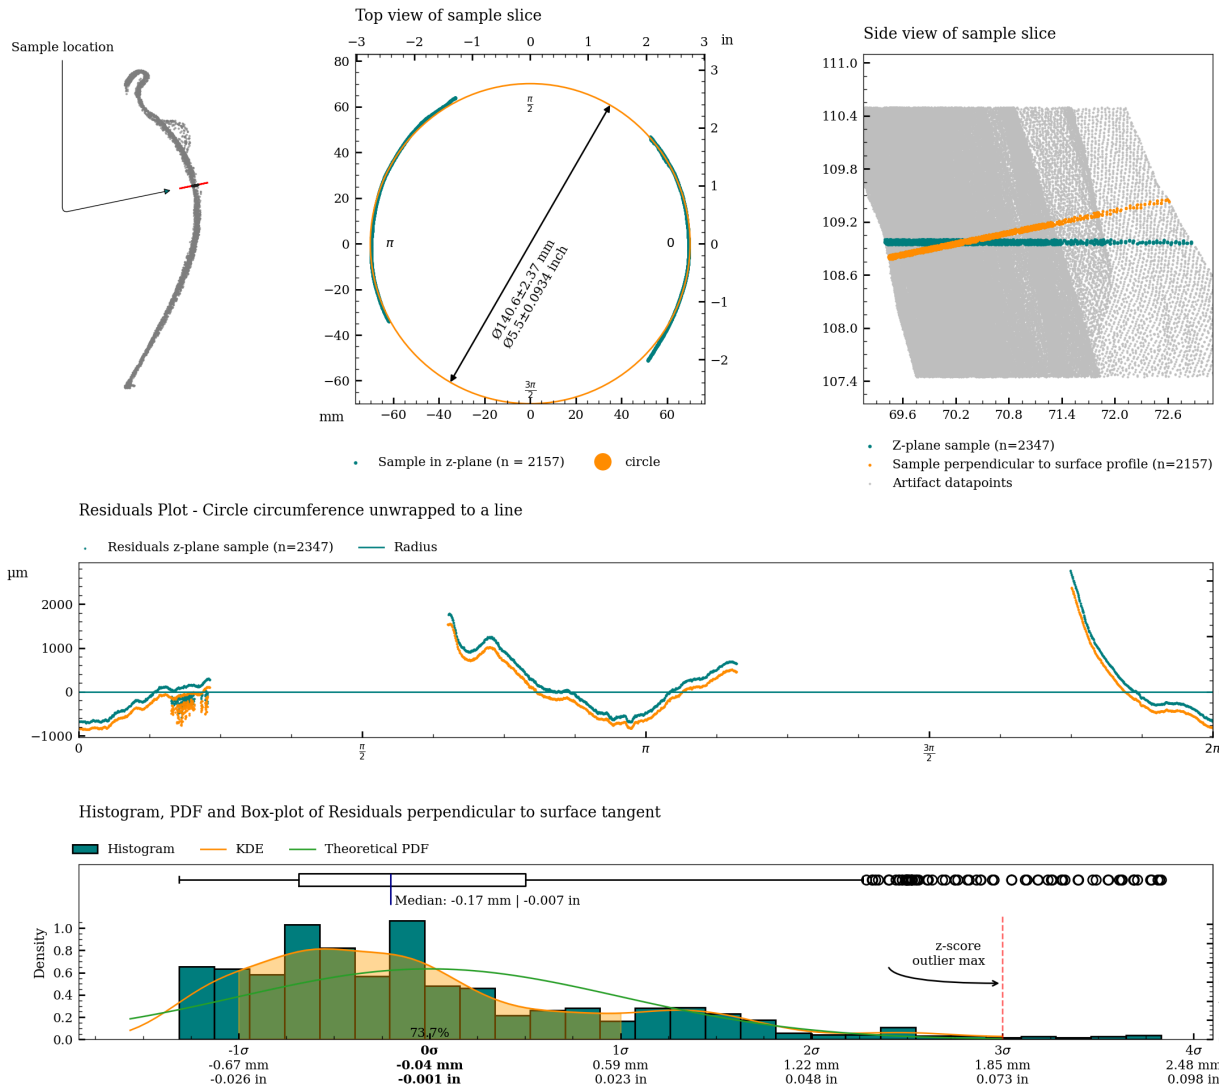 Sample location
Top view of sample slice
−3 −2 −1 0 1 2 3 in
80
60
40
20
0
−20
−40
−60
mm
−60 −40 −20 0 20 40 60
3
2
1
0
−1
−2
π/2
π
0
3π/2
Ø140.6±2.37 mm
Ø5.5±0.0934 inch
Sample in z-plane (n = 2157)
circle
Side view of sample slice
111.0
110.4
109.8
109.2
108.6
108.0
107.4
69.6 70.2 70.8 71.4 72.0 72.6
Z-plane sample (n=2347)
Sample perpendicular to surface profile (n=2157)
Artifact datapoints
Residuals Plot - Circle circumference unwrapped to a line
Residuals z-plane sample (n=2347)
Radius
µm
2000
1000
0
−1000
0 π/2 π 3π/2 2π
Histogram, PDF and Box-plot of Residuals perpendicular to surface tangent
Histogram
KDE
Theoretical PDF
Median: -0.17 mm | -0.007 in
Density
1.0
0.8
0.6
0.4
0.2
0.0
z-score
outlier max
73.7%
-1σ 0σ 1σ 2σ 3σ 4σ
-0.67 mm -0.04 mm 0.59 mm 1.22 mm 1.85 mm 2.48 mm
-0.026 in -0.001 in 0.023 in 0.048 in 0.073 in 0.098 in